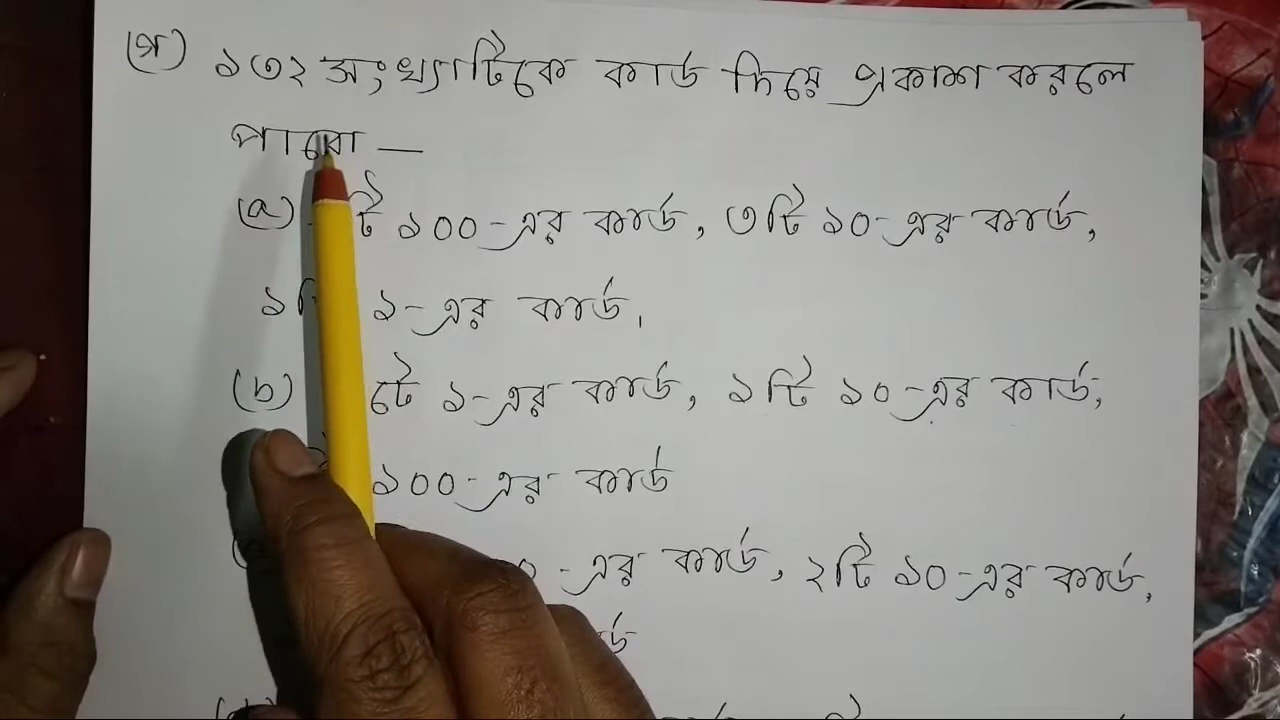 (গ) ১৩২ সংখ্যাটিকে কার্ড দিয়ে প্রকাশ করলে
পাবো —
(a) টি ১০০-এর কার্ড, ৩টি ১০-এর কার্ড,
১টি ১-এর কার্ড,
(b) টি ১-এর কার্ড, ১টি ১০-এর কার্ড,
১০০-এর কার্ড
-এর কার্ড, ২টি ১০-এর কার্ড,